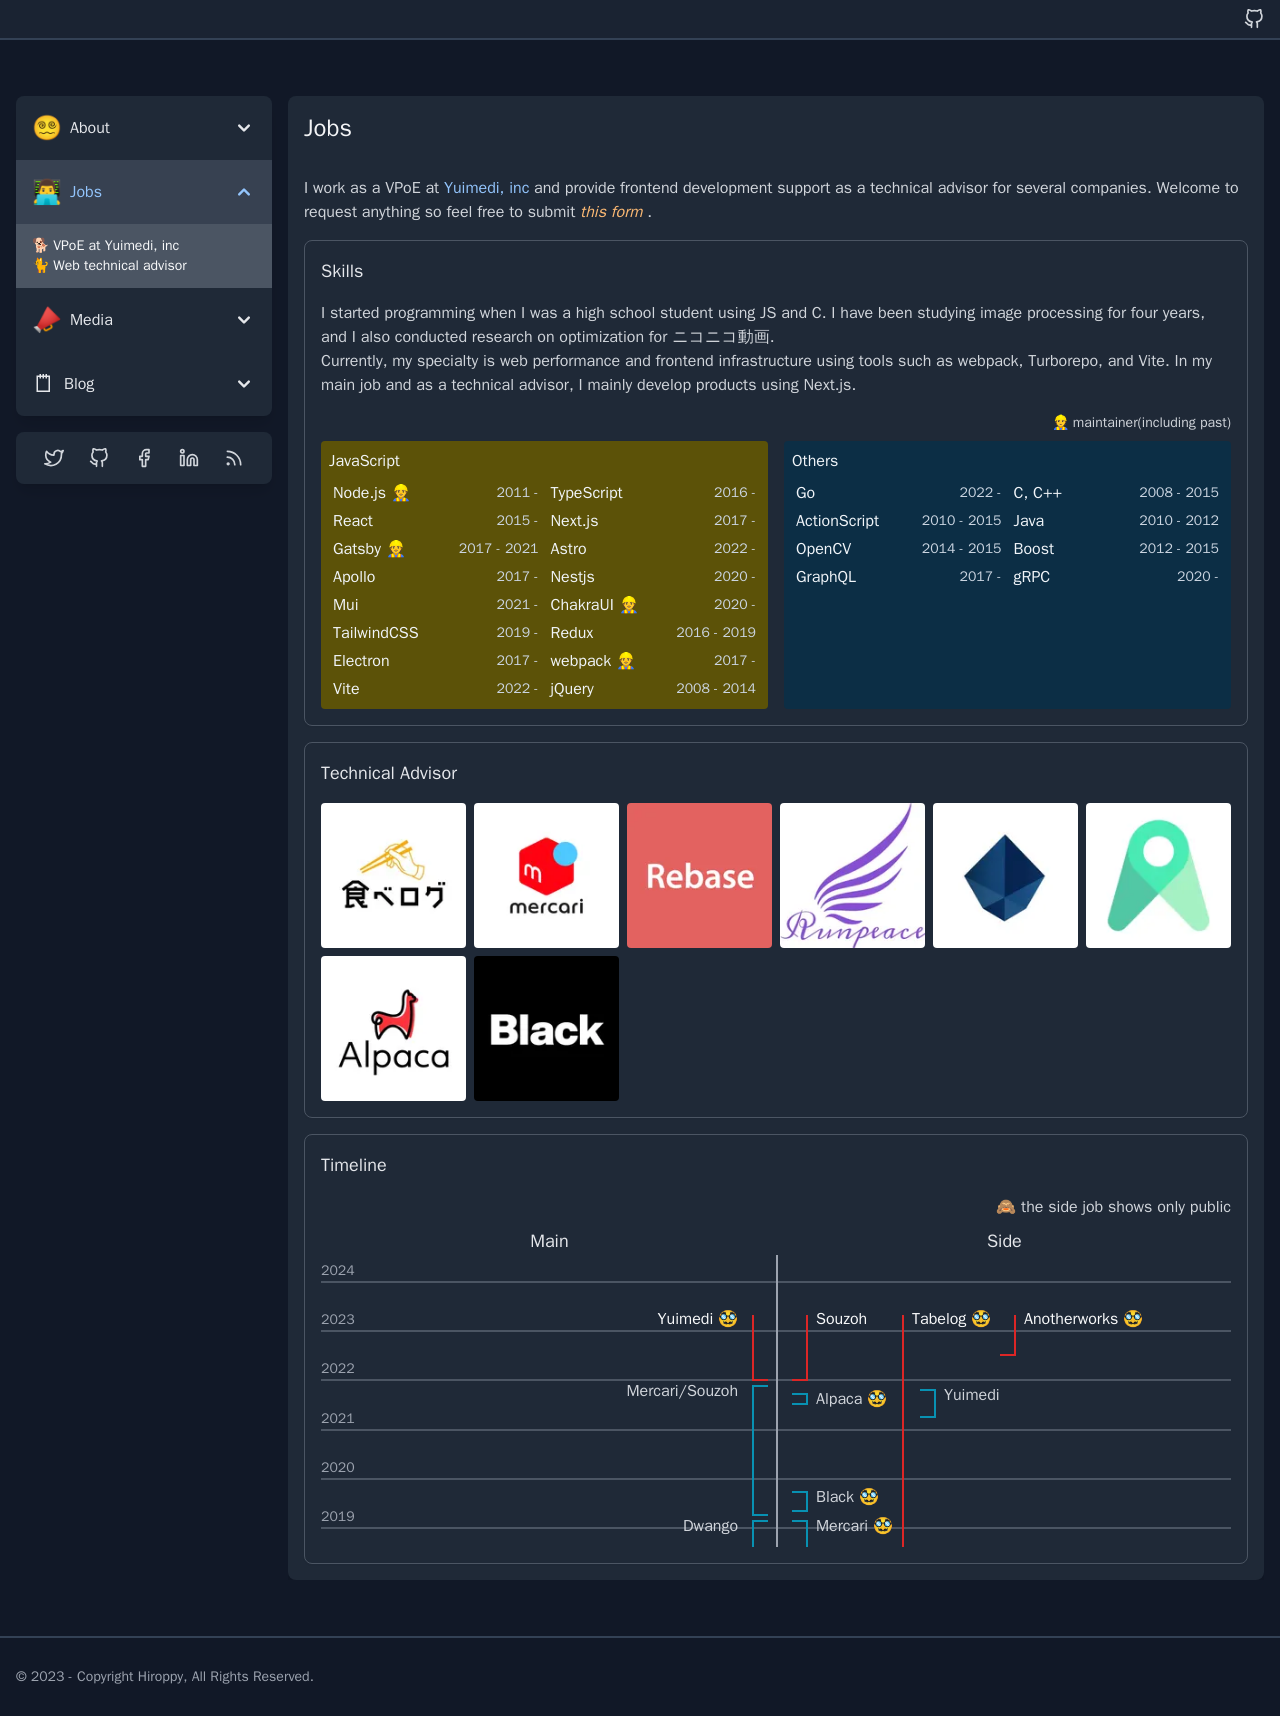 😵‍💫 About
👨‍💻 Jobs
🐕 VPoE at Yuimedi, inc
🐈 Web technical advisor
📣 Media
Blog
Jobs
I work as a VPoE at Yuimedi, inc and provide frontend development support as a technical advisor for several companies. Welcome to
request anything so feel free to submit this form .
Skills
I started programming when I was a high school student using JS and C. I have been studying image processing for four years,
and I also conducted research on optimization for ニコニコ動画.
Currently, my specialty is web performance and frontend infrastructure using tools such as webpack, Turborepo, and Vite. In my
main job and as a technical advisor, I mainly develop products using Next.js.
👷 maintainer(including past)
JavaScript
Node.js 👷 2011 - TypeScript 2016 -
React 2015 - Next.js 2017 -
Gatsby 👷 2017 - 2021 Astro 2022 -
Apollo 2017 - Nestjs 2020 -
Mui 2021 - ChakraUI 👷 2020 -
TailwindCSS 2019 - Redux 2016 - 2019
Electron 2017 - webpack 👷 2017 -
Vite 2022 - jQuery 2008 - 2014
Others
Go 2022 - C, C++ 2008 - 2015
ActionScript 2010 - 2015 Java 2010 - 2012
OpenCV 2014 - 2015 Boost 2012 - 2015
GraphQL 2017 - gRPC 2020 -
Technical Advisor
食べログ
mercari
Rebase
Runpeace
Alpaca
Black
Timeline
🙈 the side job shows only public
Main Side
2024
2023 Yuimedi 🥸 Souzoh Tabelog 🥸 Anotherworks 🥸
2022
Mercari/Souzoh Alpaca 🥸 Yuimedi
2021
2020
Black 🥸
2019
Dwango Mercari 🥸
© 2023 - Copyright Hiroppy, All Rights Reserved.